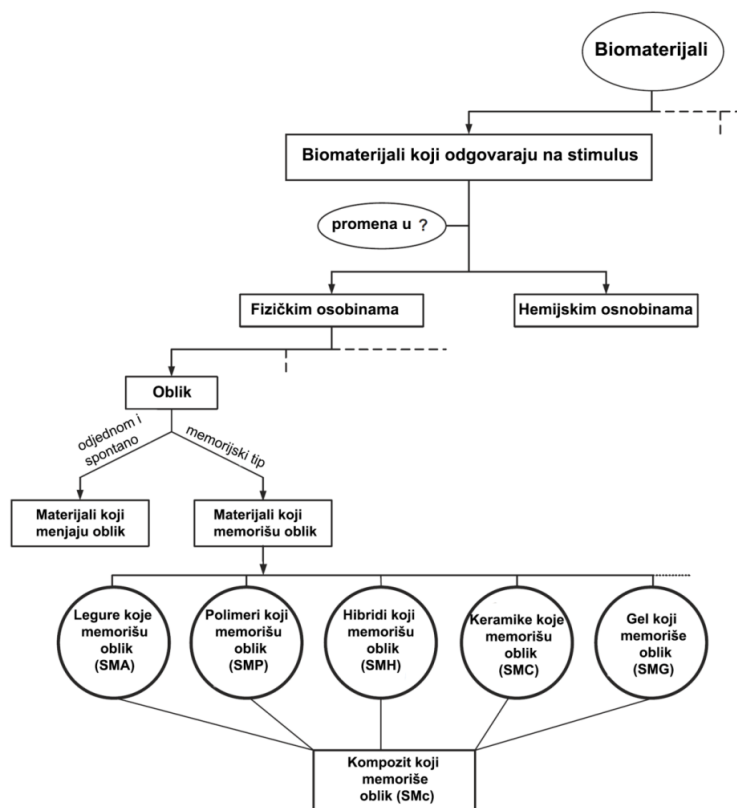 Biomaterijali
Biomaterijali koji odgovaraju na stimulus
promena u ?
Fizičkim osobinama
Hemijskim osnobinama
Oblik
odjednom i
spontano
memorijski tip
Materijali koji
menjaju oblik
Materijali koji
memorišu oblik
Legure koje
memorišu
oblik
(SMA)
Polimeri koji
memorišu
oblik
(SMP)
Hibridi koji
memorišu
oblik
(SMH)
Keramike koje
memorišu
oblik
(SMC)
Gel koji
memoriše
oblik
(SMG)
Kompozit koji
memoriše
oblik (SMc)